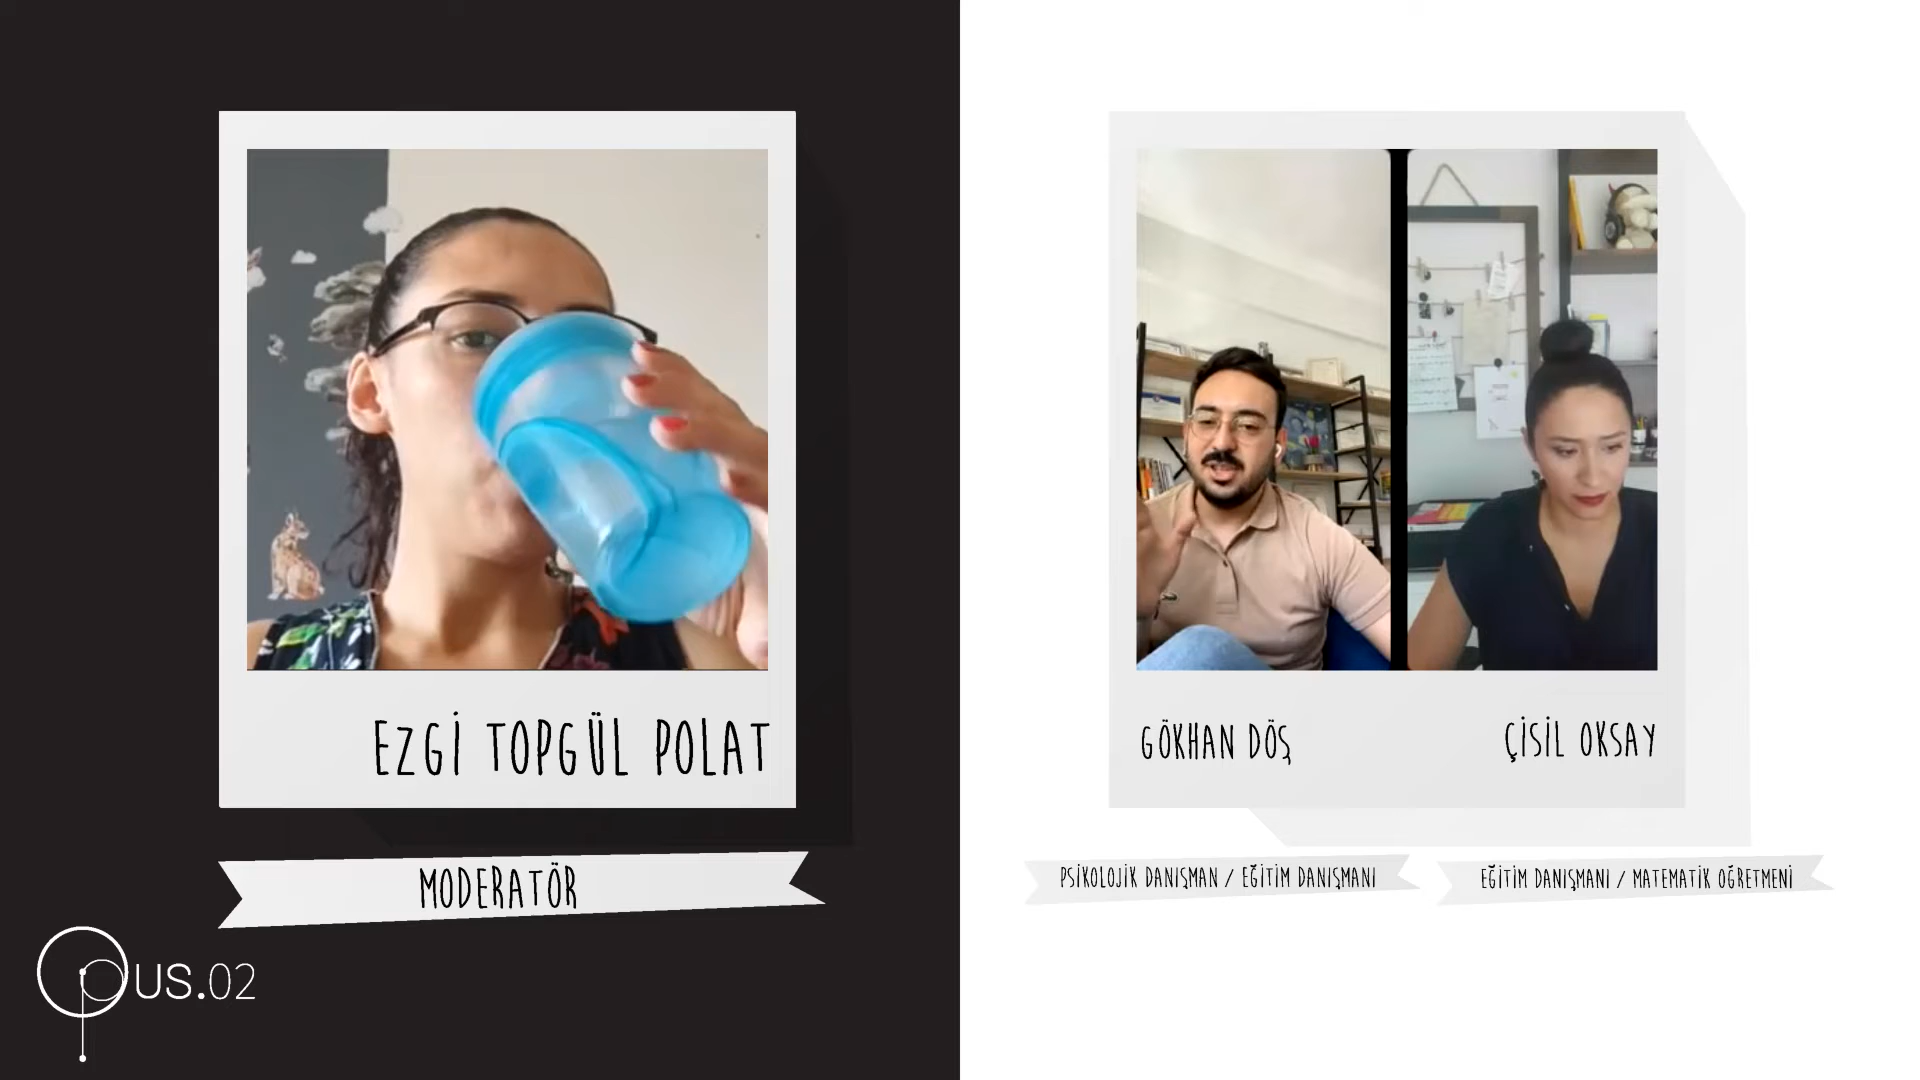 EZGİ TOPGÜL POLAT
MODERATÖR
GÖKHAN DÖŞ
ÇİSİL OKSAY
PSİKOLOJİK DANIŞMAN / EĞİTİM DANIŞMANI
EĞİTİM DANIŞMANI / MATEMATİK ÖĞRETMENİ
OPUS.02